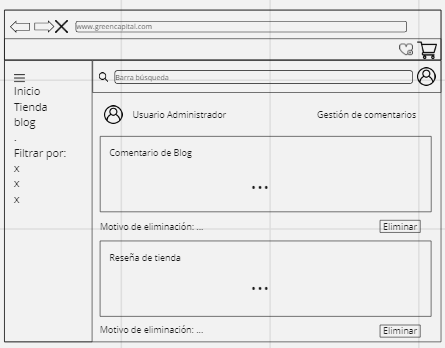 www.greencapital.com
Barra búsqueda
Inicio
Tienda
blog
.
Filtrar por:
x
x
x
Usuario Administrador
Gestión de comentarios
Comentario de Blog
...
Motivo de eliminación: ...
Eliminar
Reseña de tienda
...
Motivo de eliminación: ...
Eliminar